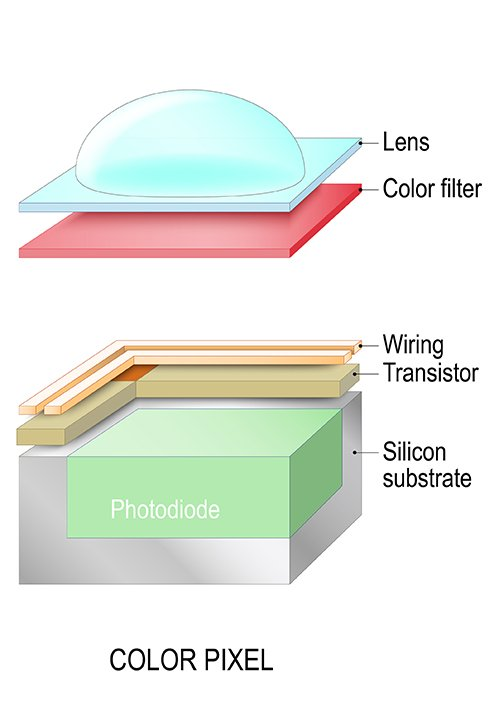 Lens
Color filter
Wiring
Transistor
Silicon
substrate
Photodiode
COLOR PIXEL